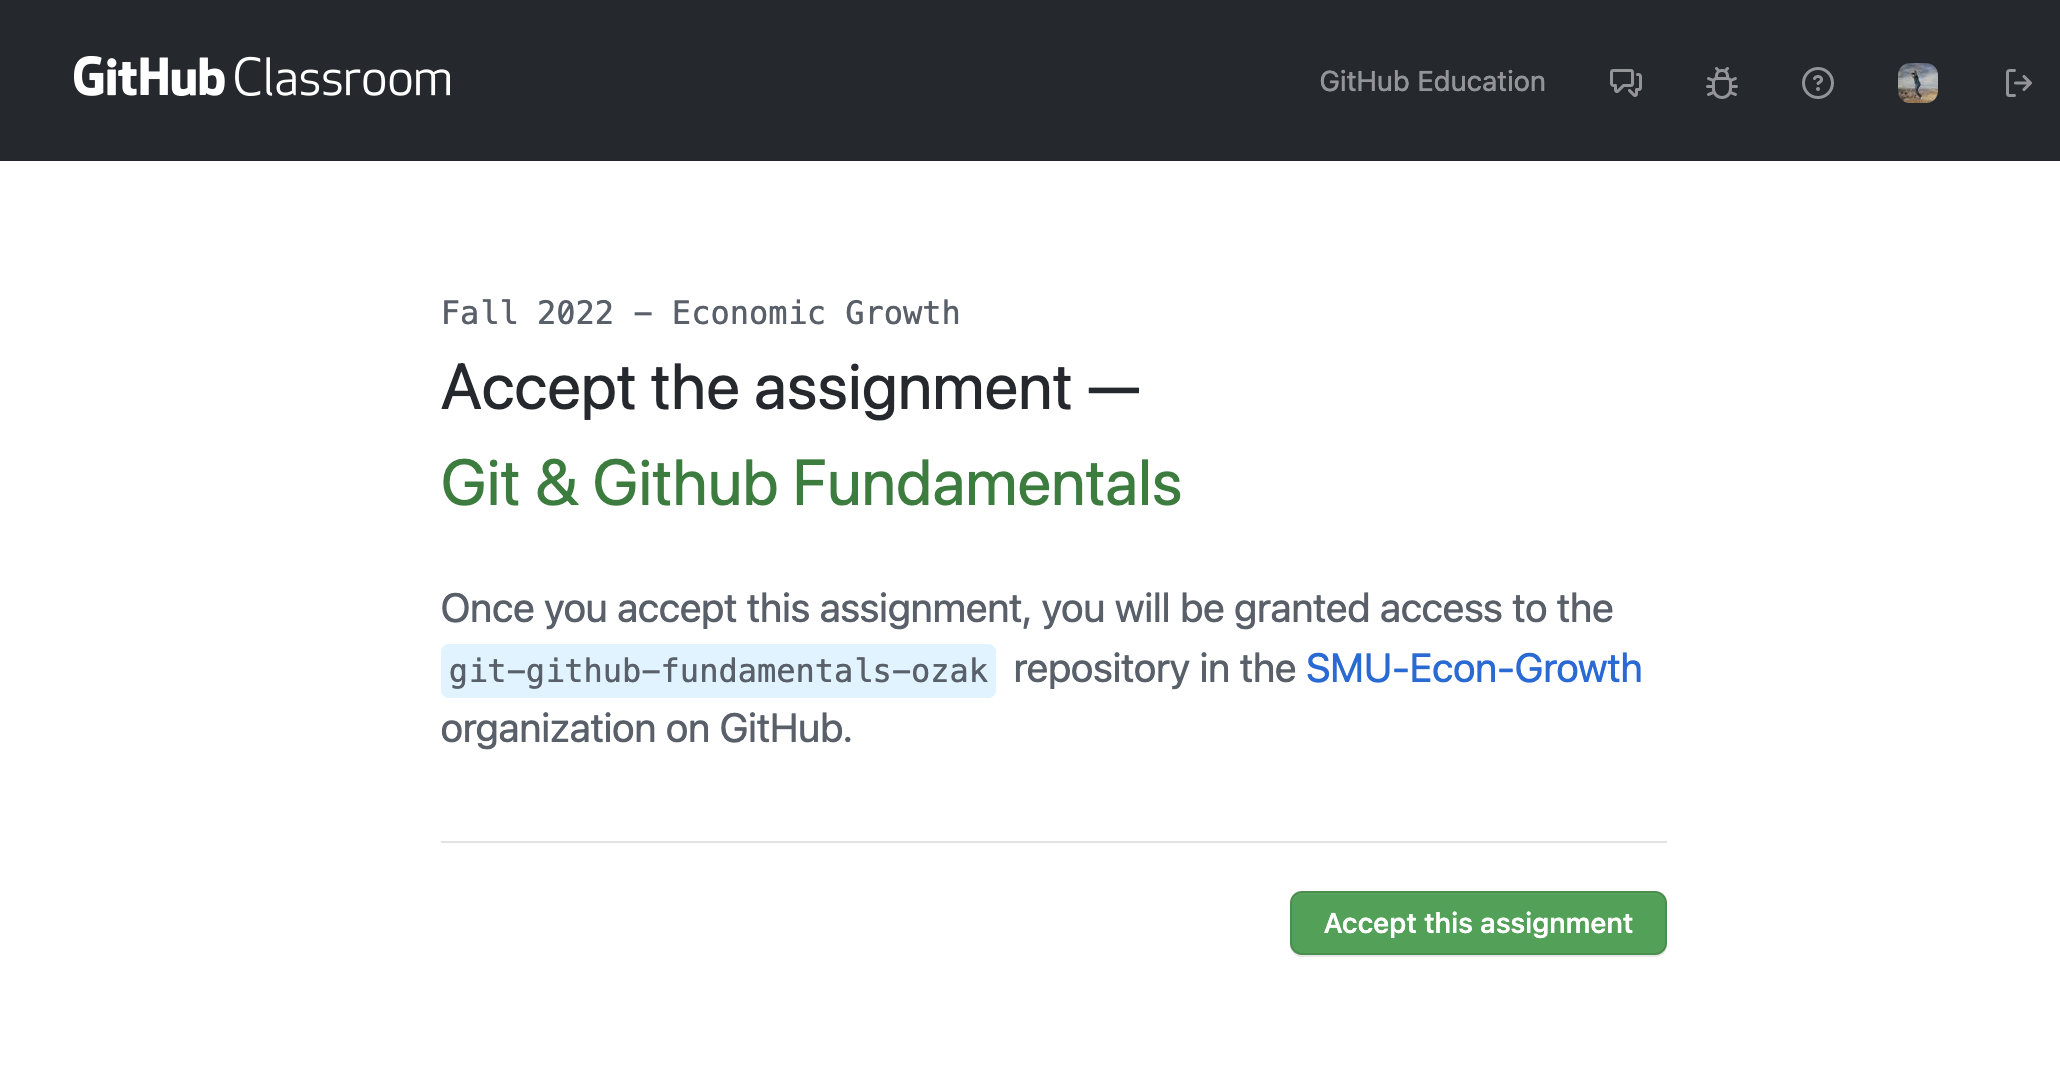 GitHub Classroom
GitHub Education
Fall 2022 – Economic Growth
Accept the assignment —
Git & Github Fundamentals
Once you accept this assignment, you will be granted access to the
git-github-fundamentals-ozak repository in the SMU-Econ-Growth
organization on GitHub.
Accept this assignment